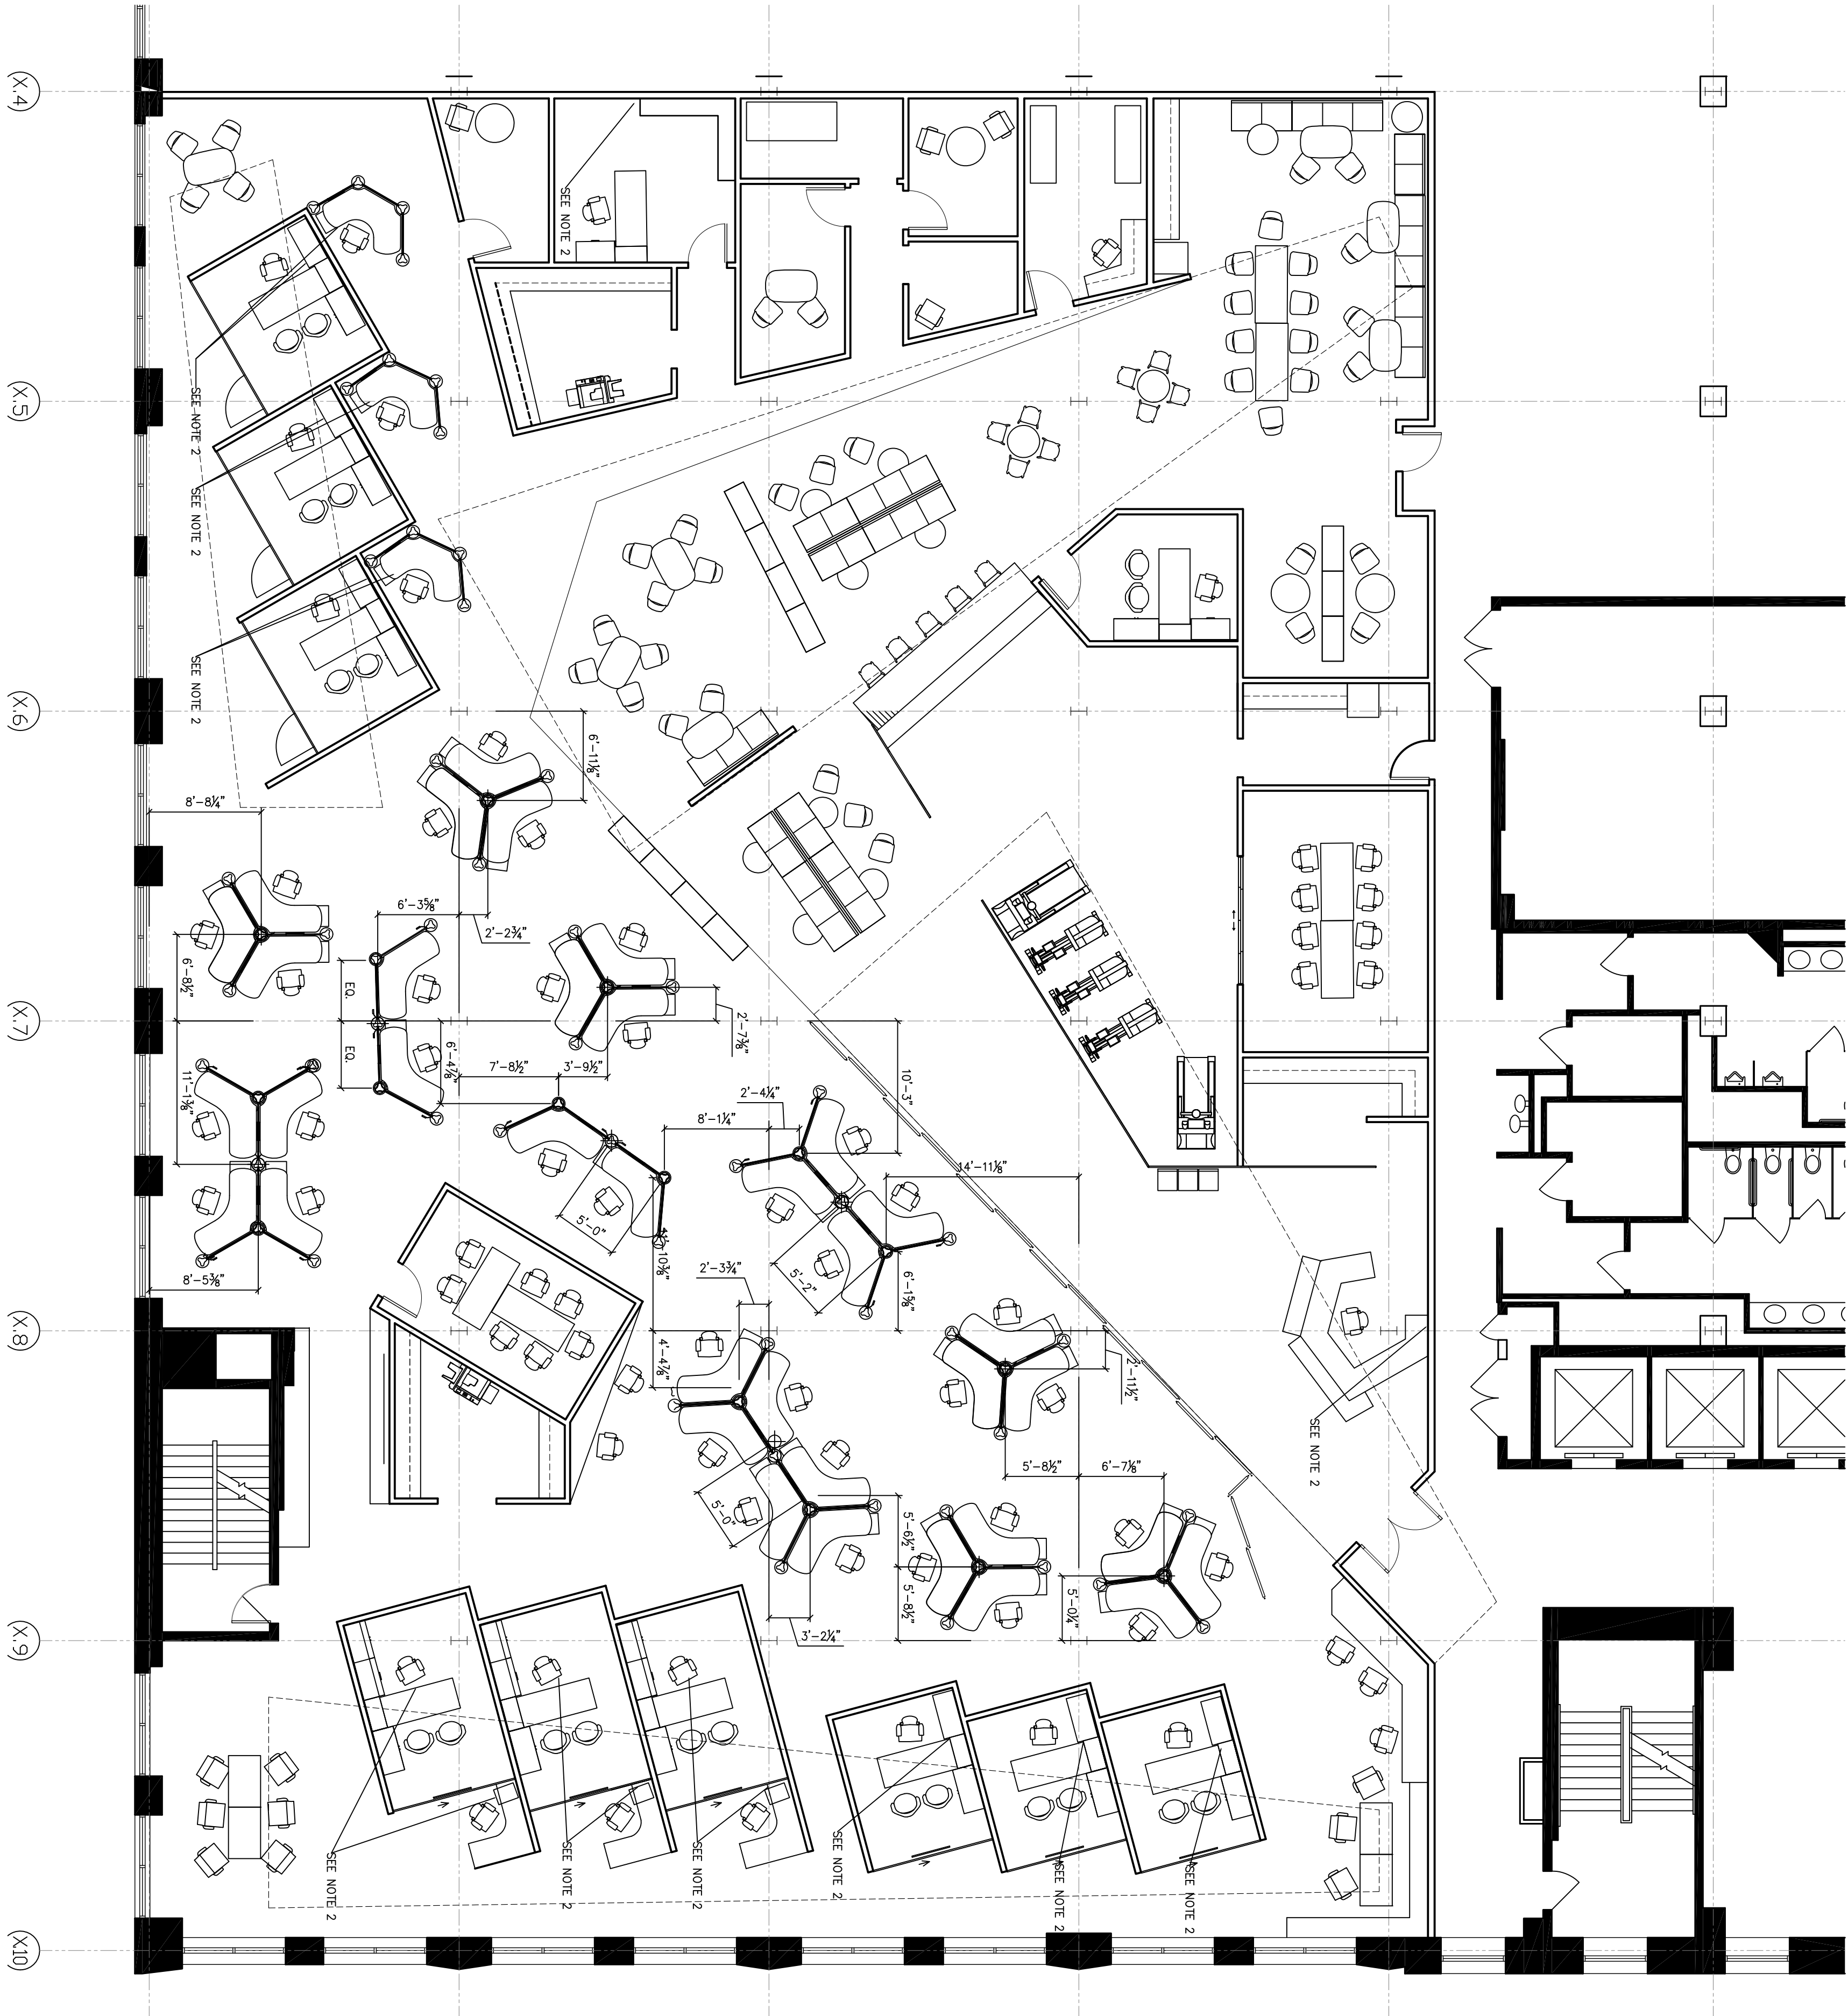 X.4
SEE NOTE 2
X.5
SEE NOTE 2
SEE NOTE 2
SEE NOTE 2
X.6
6'-11⅛"
8'-8¼"
6'-3⅝"
2'-2¾"
6'-8½"
EQ.
X.7
EQ.
6'-4⅞"
2'-7⅜"
7'-8½"
3'-9½"
10'-3"
2'-4¼"
8'-1¼"
11'-1⅜"
14'-11⅛"
5'-0"
8'-5⅜"
2'-3¾"
5'-2"
6'-1⅝"
X.8
4'-4⅞"
2'-11½"
SEE NOTE 2
5'-8½"
6'-7⅛"
5'-0"
5'-6½"
5'-8½"
5'-0¼"
X.9
3'-2¼"
SEE NOTE 2
SEE NOTE 2
SEE NOTE 2
SEE NOTE 2
SEE NOTE 2
SEE NOTE 2
X.10